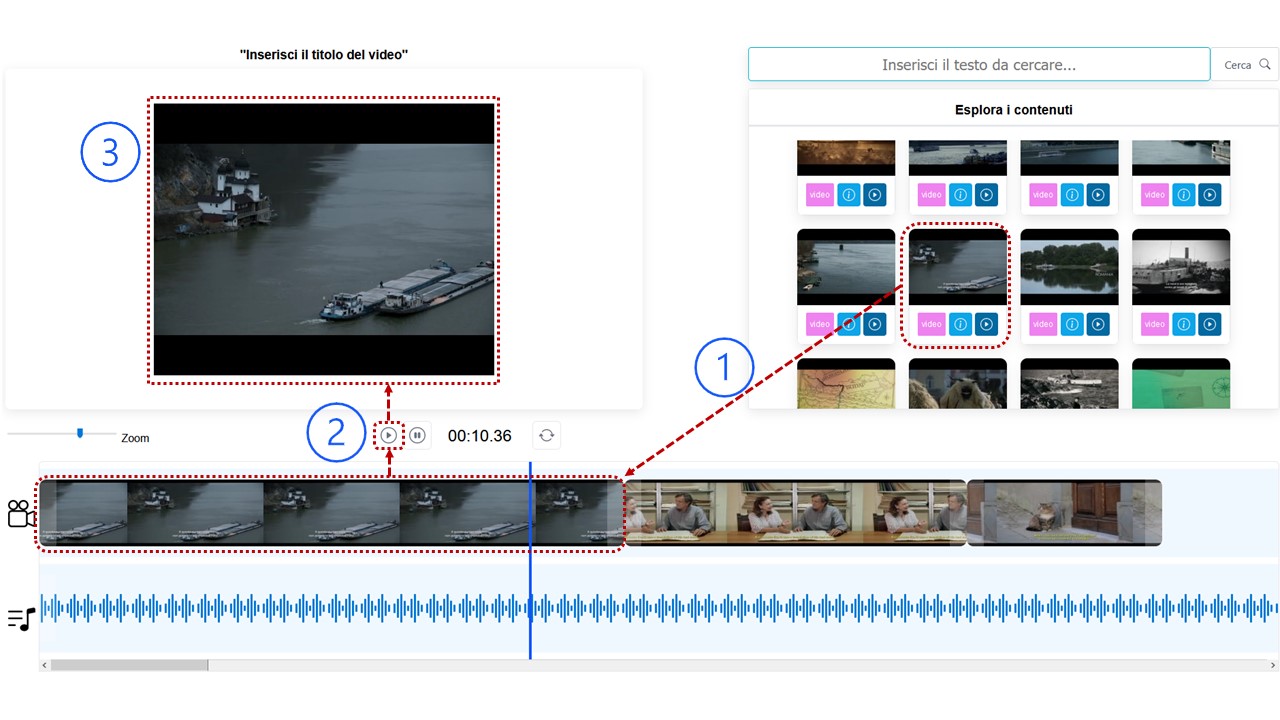 "Inserisci il titolo del video"
Inserisci il testo da cercare...
Cerca
Esplora i contenuti
3
video
video
video
video
video
video
video
video
1
2
00:10.36
Zoom